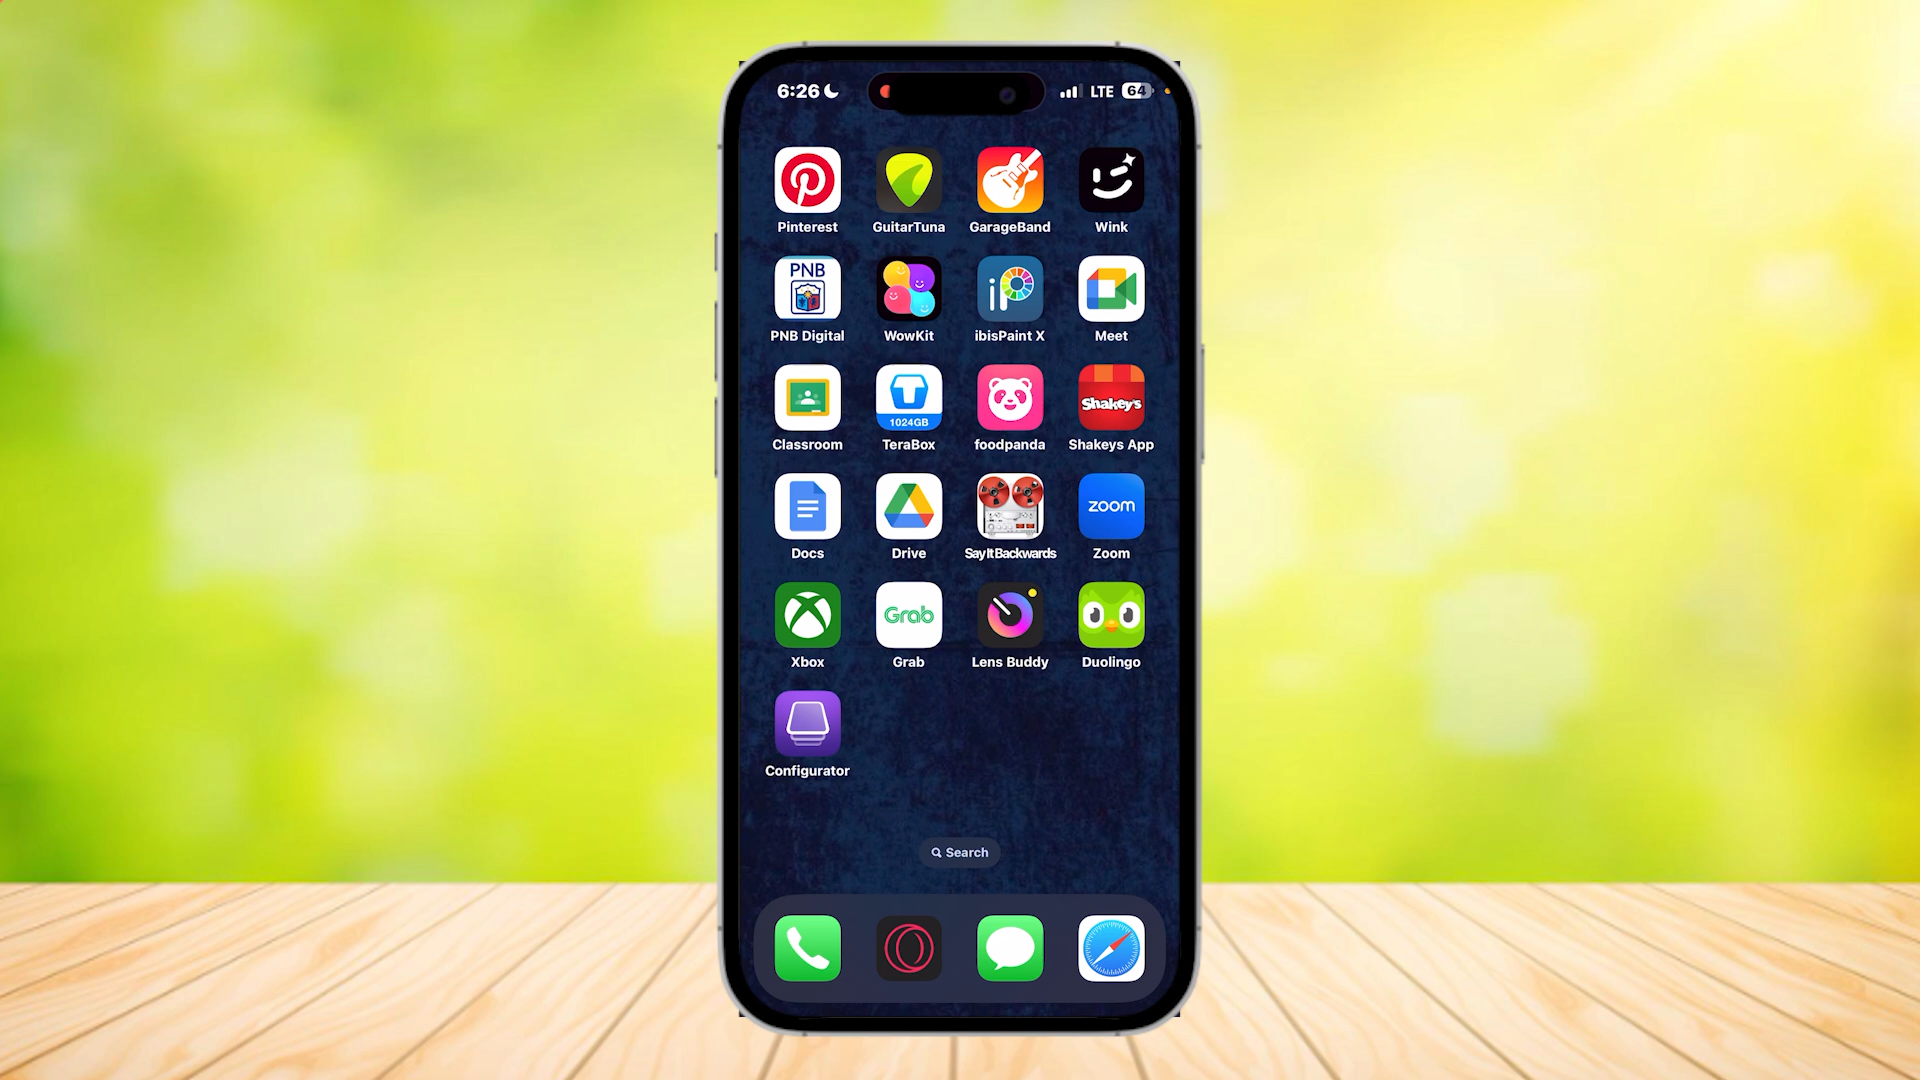 6:26 LTE 64
Pinterest GuitarTuna GarageBand Wink
PNB
PNB Digital WowKit ibisPaint X Meet
1024GB Shakey's
Classroom TeraBox foodpanda Shakeys App
zoom
Docs Drive SayItBackwards Zoom
Grab
Xbox Grab Lens Buddy Duolingo
Configurator
Search